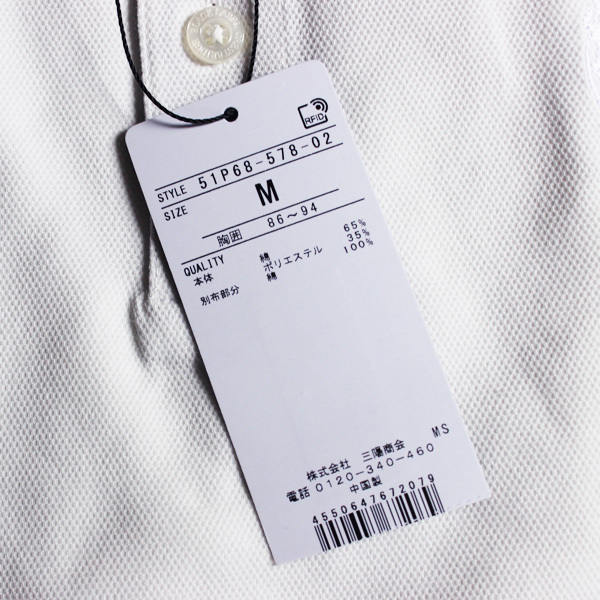 RFID
STYLE 51P68-578-02
SIZE M
胸囲 86〜94
QUALITY
本体 綿 65%
ポリエステル 35%
別布部分 綿 100%
MS
株式会社 三陽商会
電話 0120-340-460
中国製
4550647672079